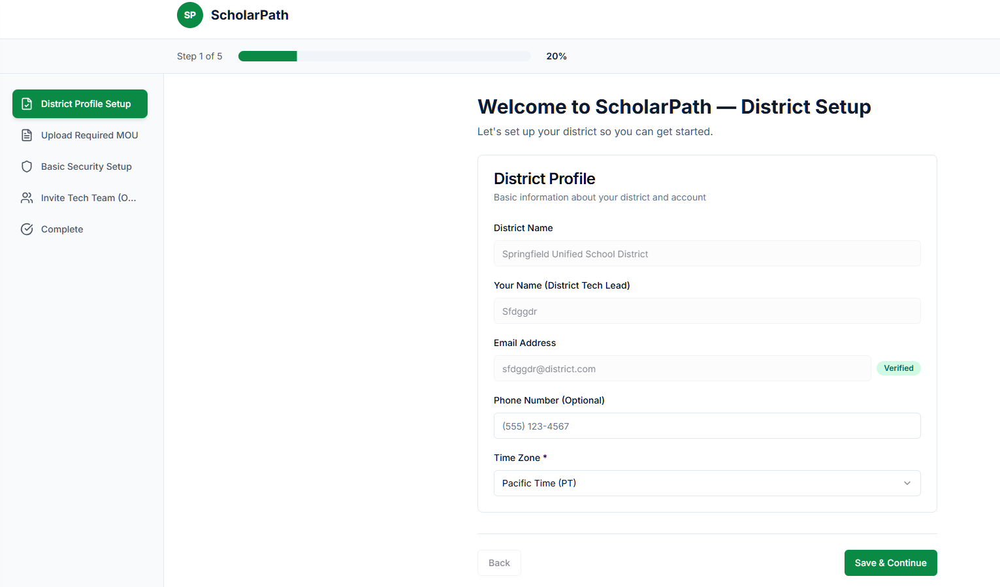 SP
ScholarPath
Step 1 of 5
20%
District Profile Setup
Upload Required MOU
Basic Security Setup
Invite Tech Team (O...
Complete
Welcome to ScholarPath — District Setup
Let's set up your district so you can get started.
District Profile
Basic information about your district and account
District Name
Springfield Unified School District
Your Name (District Tech Lead)
Sfdggdr
Email Address
sfdggdr@district.com
Verified
Phone Number (Optional)
(555) 123-4567
Time Zone *
Pacific Time (PT)
Back
Save & Continue